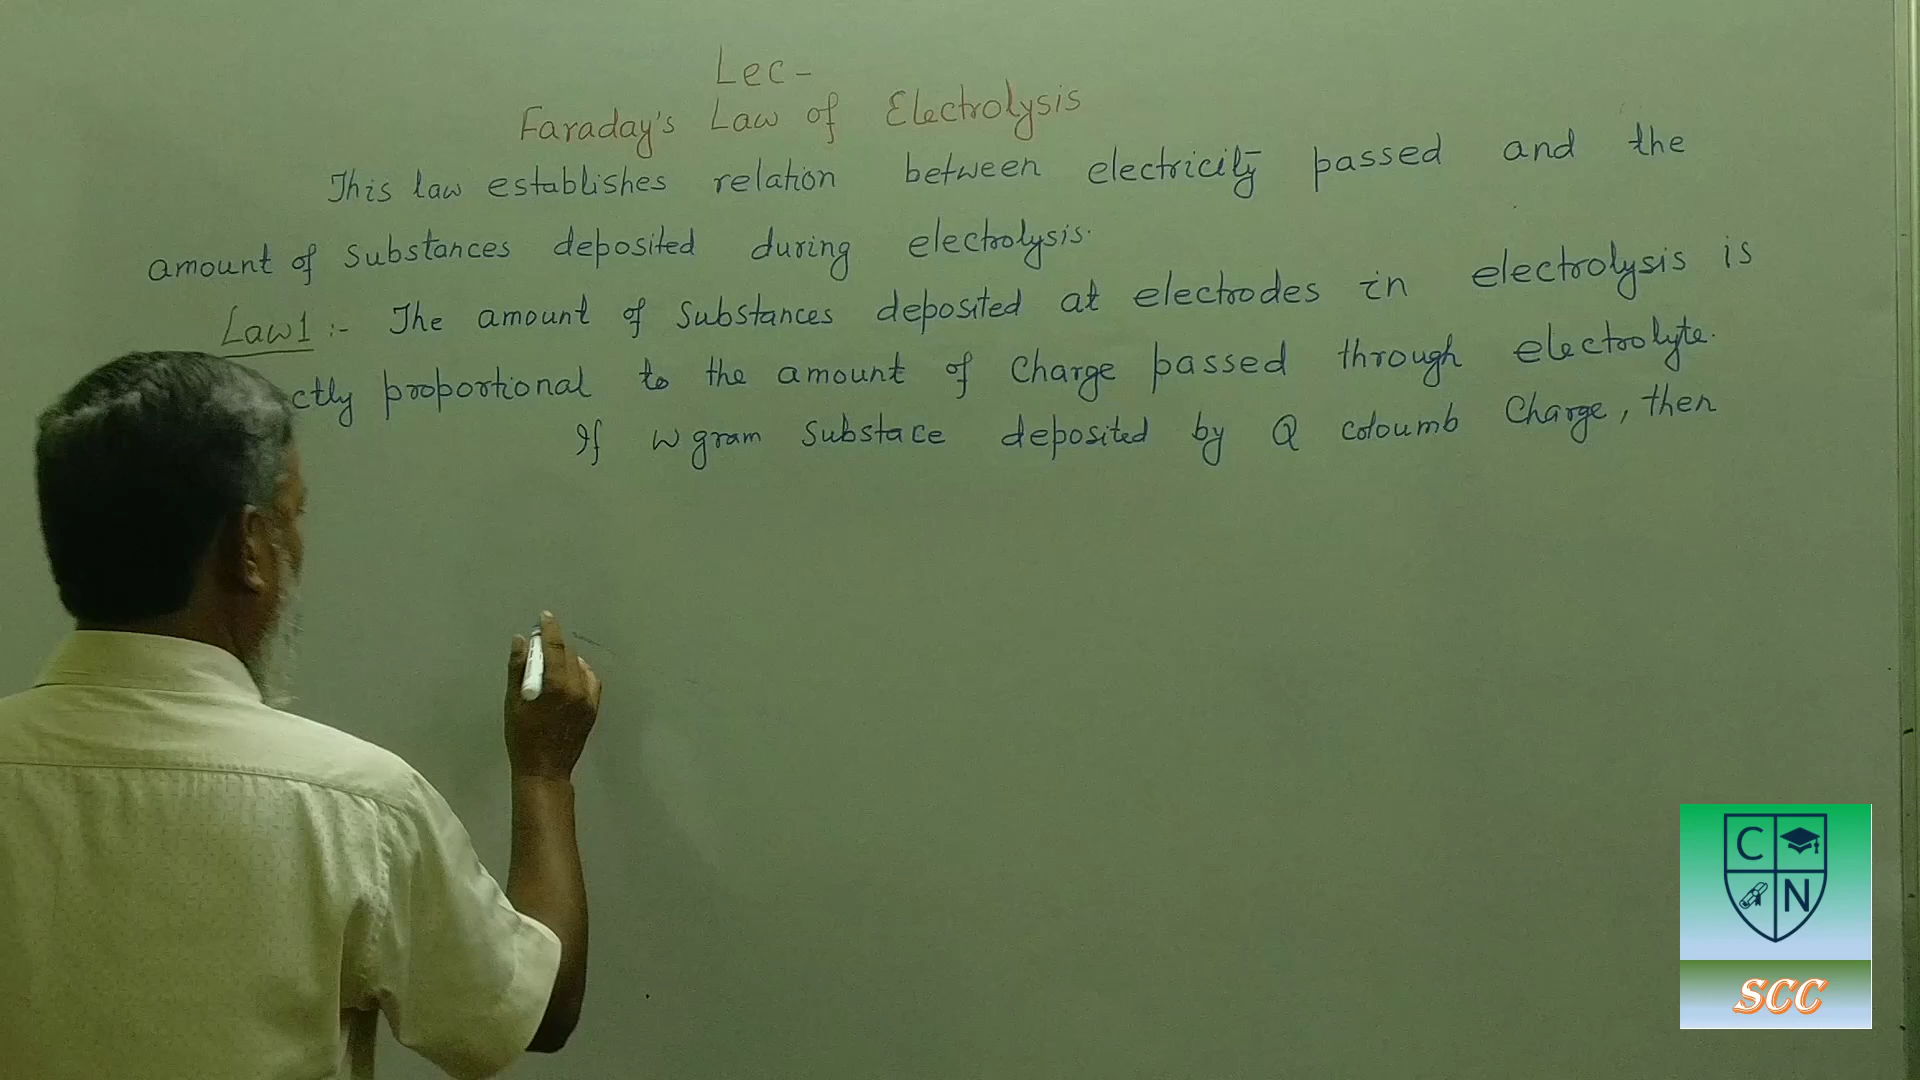 Lec-
Faraday's Law of Electrolysis
This law establishes relation between electricity passed and the
amount of substances deposited during electrolysis.
Law1:- The amount of substances deposited at electrodes in electrolysis is
ctly proportional to the amount of charge passed through electrolyte.
If w gram substace deposited by Q coloumb charge, then
C
N
SCC